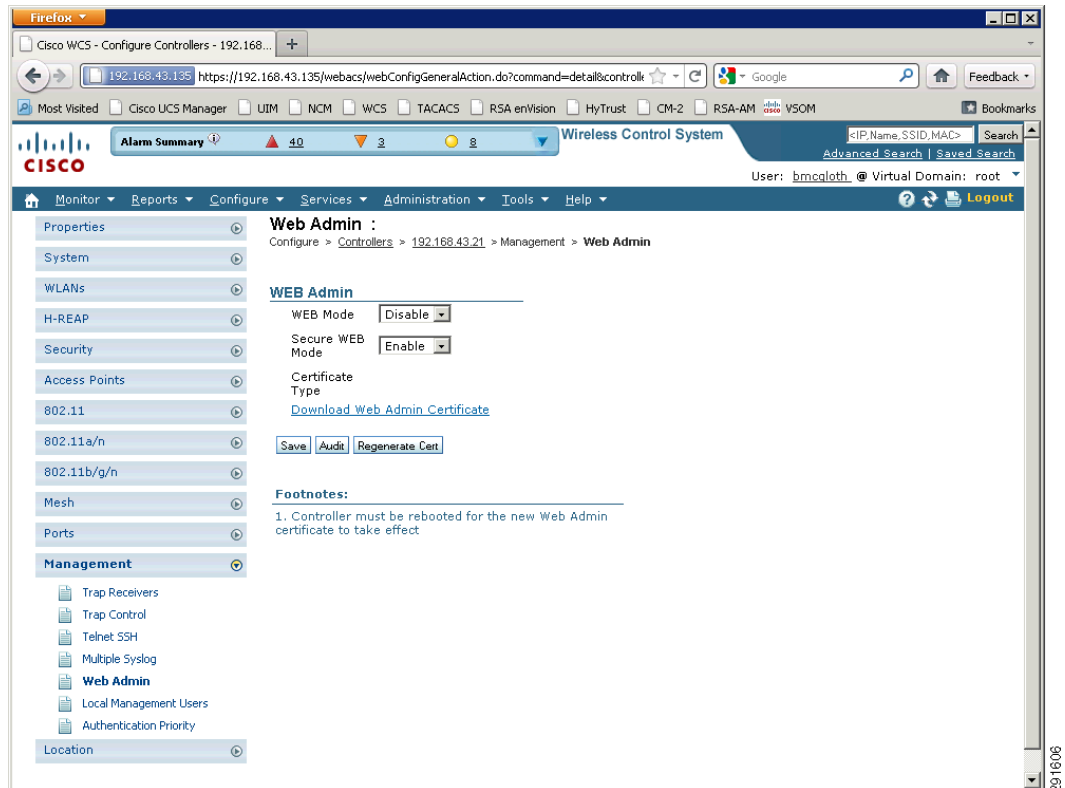 Firefox
Cisco WCS - Configure Controllers - 192.168...
192.168.43.135 https://192.168.43.135/webacs/webConfigGeneralAction.do?command=detail&controlle
Google
Feedback
Most Visited Cisco UCS Manager UIM NCM WCS TACACS RSA enVision HyTrust CM-2 RSA-AM VSOM Bookmarks
CISCO
Alarm Summary 40 3 8
Wireless Control System
<IP,Name,SSID,MAC> Search
Advanced Search | Saved Search
User: bmcgloth @ Virtual Domain: root
Monitor Reports Configure Services Administration Tools Help Logout
Properties
System
WLANs
H-REAP
Security
Access Points
802.11
802.11a/n
802.11b/g/n
Mesh
Ports
Management
Trap Receivers
Trap Control
Telnet SSH
Multiple Syslog
Web Admin
Local Management Users
Authentication Priority
Location
Web Admin :
Configure > Controllers > 192.168.43.21 > Management > Web Admin
WEB Admin
WEB Mode Disable
Secure WEB
Mode
Enable
Certificate
Type
Download Web Admin Certificate
Save Audit Regenerate Cert
Footnotes:
1. Controller must be rebooted for the new Web Admin
certificate to take effect
291606